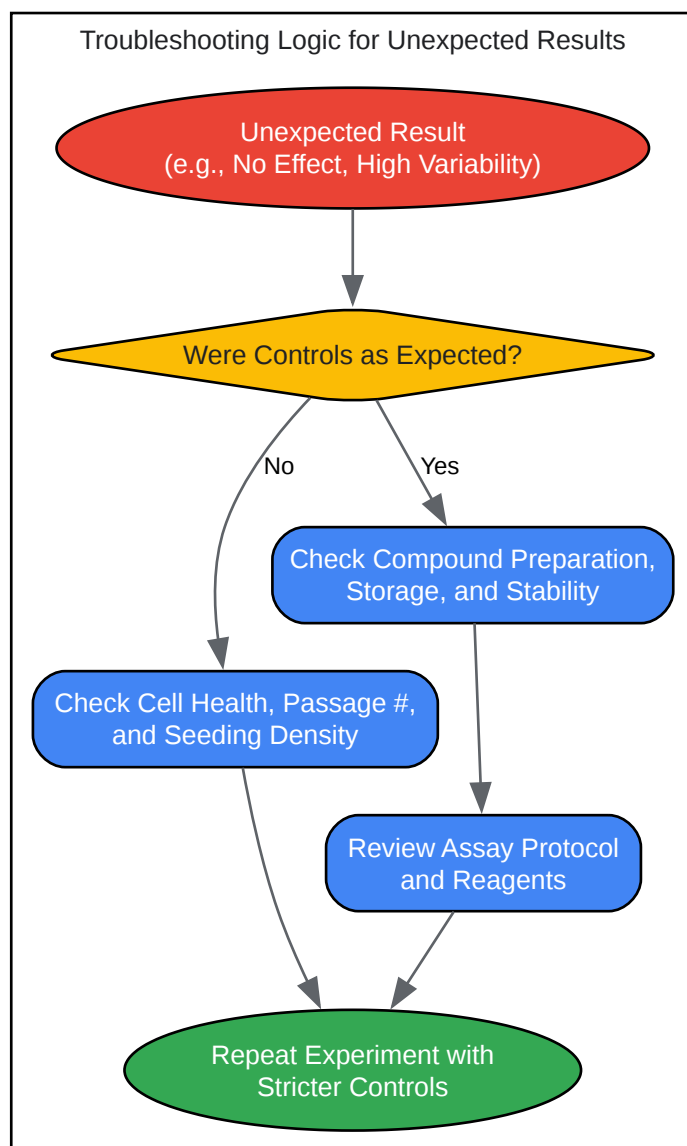 Troubleshooting Logic for Unexpected Results
Unexpected Result
(e.g., No Effect, High Variability)
Were Controls as Expected?
No
Yes
Check Compound Preparation,
Storage, and Stability
Check Cell Health, Passage #,
and Seeding Density
Review Assay Protocol
and Reagents
Repeat Experiment with
Stricter Controls